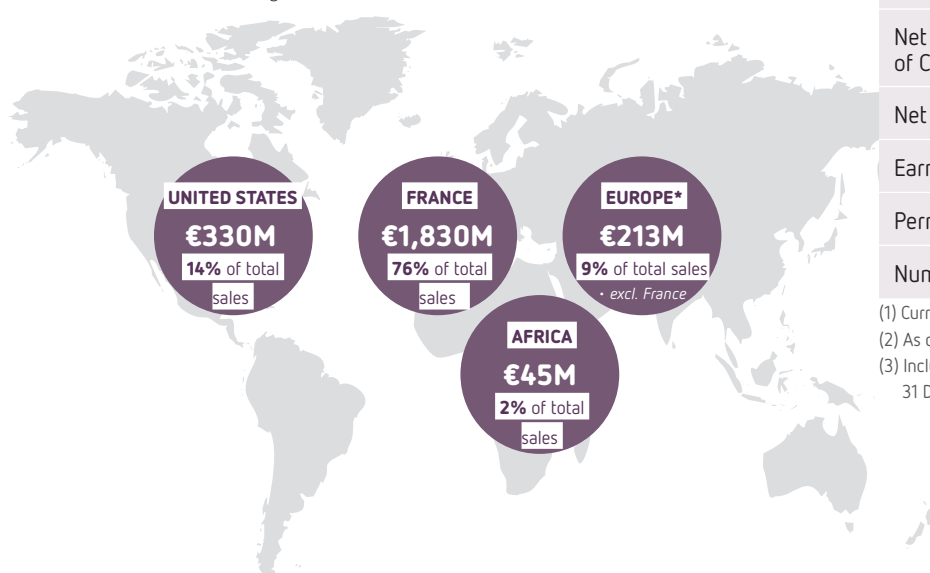 UNITED STATES
€330M
14% of total
sales
FRANCE
€1,830M
76% of total
sales
EUROPE*
€213M
9% of total sales
• excl. France
AFRICA
€45M
2% of total
sales
Net
of C
Net
Earn
Perm
Num
(1) Curr
(2) As o
(3) Incl
31 D